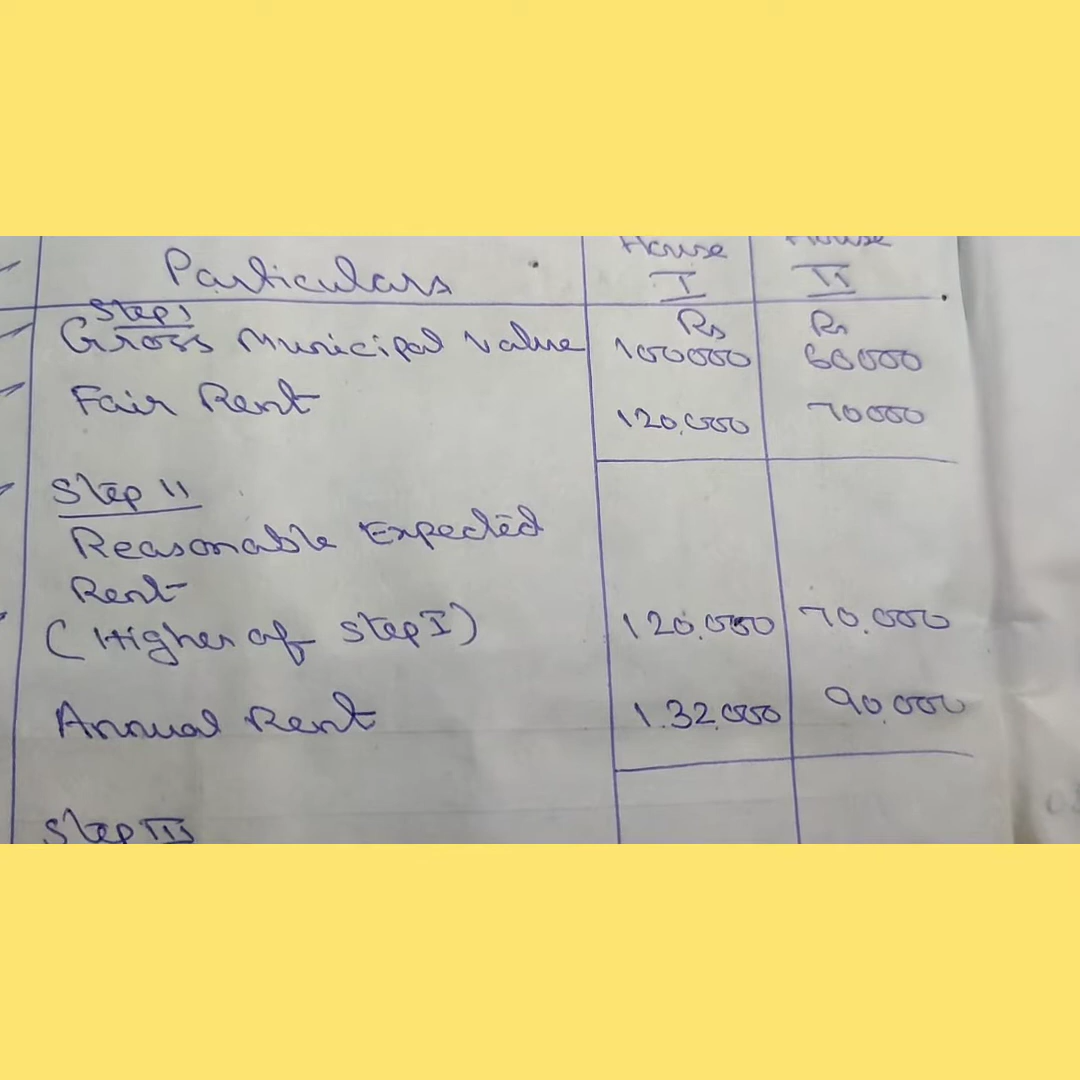 House House
Particulars I II
Step I Rs Rs
Gross Municipal Value 100000 60000
Fair Rent 120,000 70000
Step II
Reasonable Expected
Rent
(Higher of Step I) 120.000 70.000
Annual Rent 1.32.000 90.000
Step III